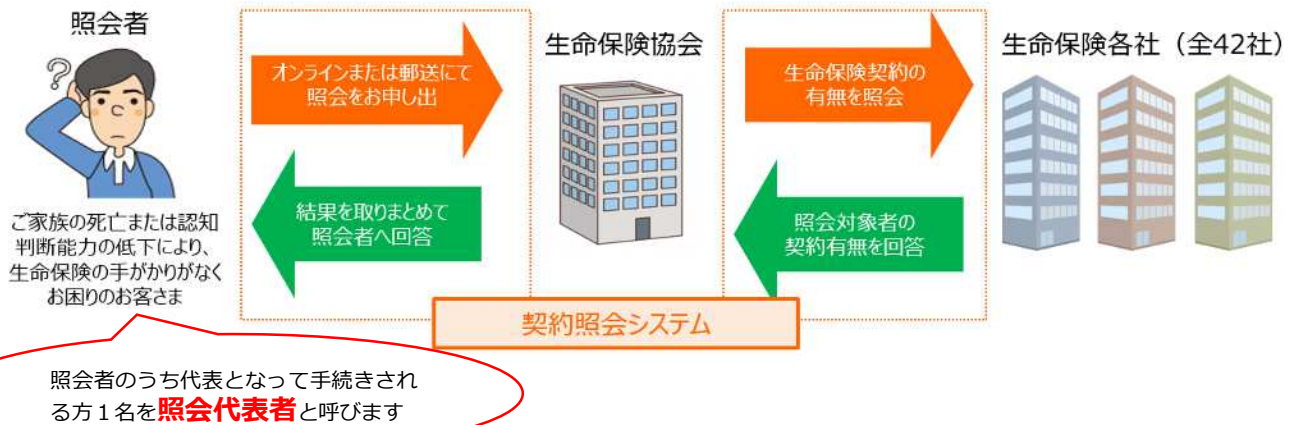 照会者
ご家族の死亡または認知
判断能力の低下により、
生命保険の手がかりがなく
お困りのお客さま
オンラインまたは郵送にて
照会をお申し出
結果を取りまとめて
照会者へ回答
生命保険協会
生命保険契約の
有無を照会
照会対象者の
契約有無を回答
生命保険各社（全42社）
契約照会システム
照会者のうち代表となって手続きされ
る方１名を照会代表者と呼びます